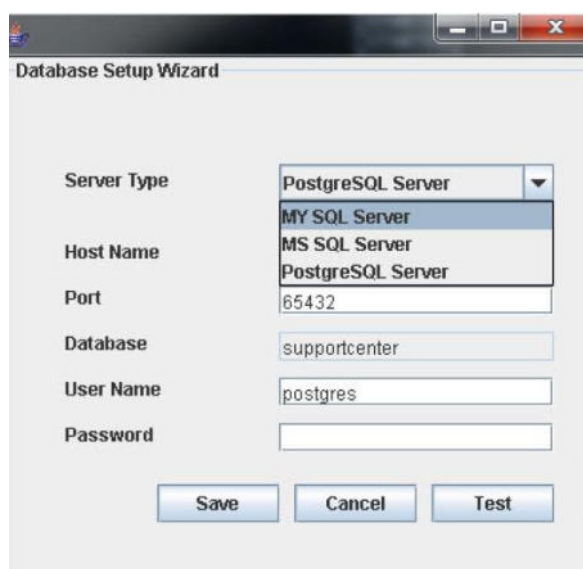 Database Setup Wizard
Server Type
PostgreSQL Server
MY SQL Server
MS SQL Server
PostgreSQL Server
Host Name
Port
65432
Database
supportcenter
User Name
postgres
Password
Save
Cancel
Test